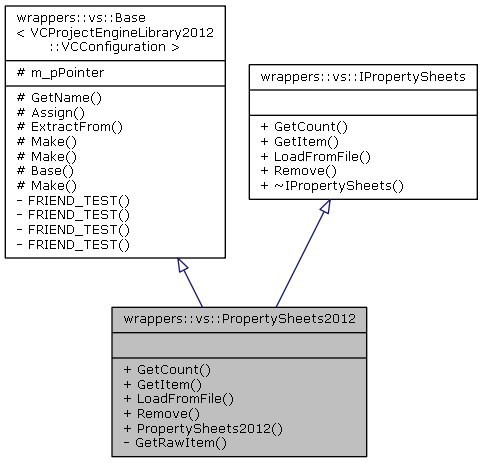 wrappers::vs::Base
< VCProjectEngineLibrary2012
::VCConfiguration >
# m_pPointer
# GetName()
# Assign()
# ExtractFrom()
# Make()
# Make()
# Base()
# Make()
- FRIEND_TEST()
- FRIEND_TEST()
- FRIEND_TEST()
- FRIEND_TEST()
wrappers::vs::IPropertySheets
+ GetCount()
+ GetItem()
+ LoadFromFile()
+ Remove()
+ ~IPropertySheets()
wrappers::vs::PropertySheets2012
+ GetCount()
+ GetItem()
+ LoadFromFile()
+ Remove()
+ PropertySheets2012()
- GetRawItem()